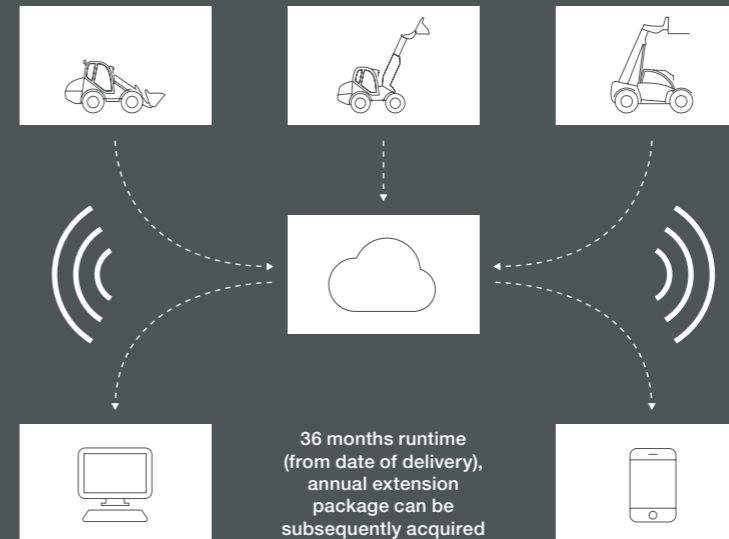 36 months runtime
(from date of delivery),
annual extension
package can be
subsequently acquired